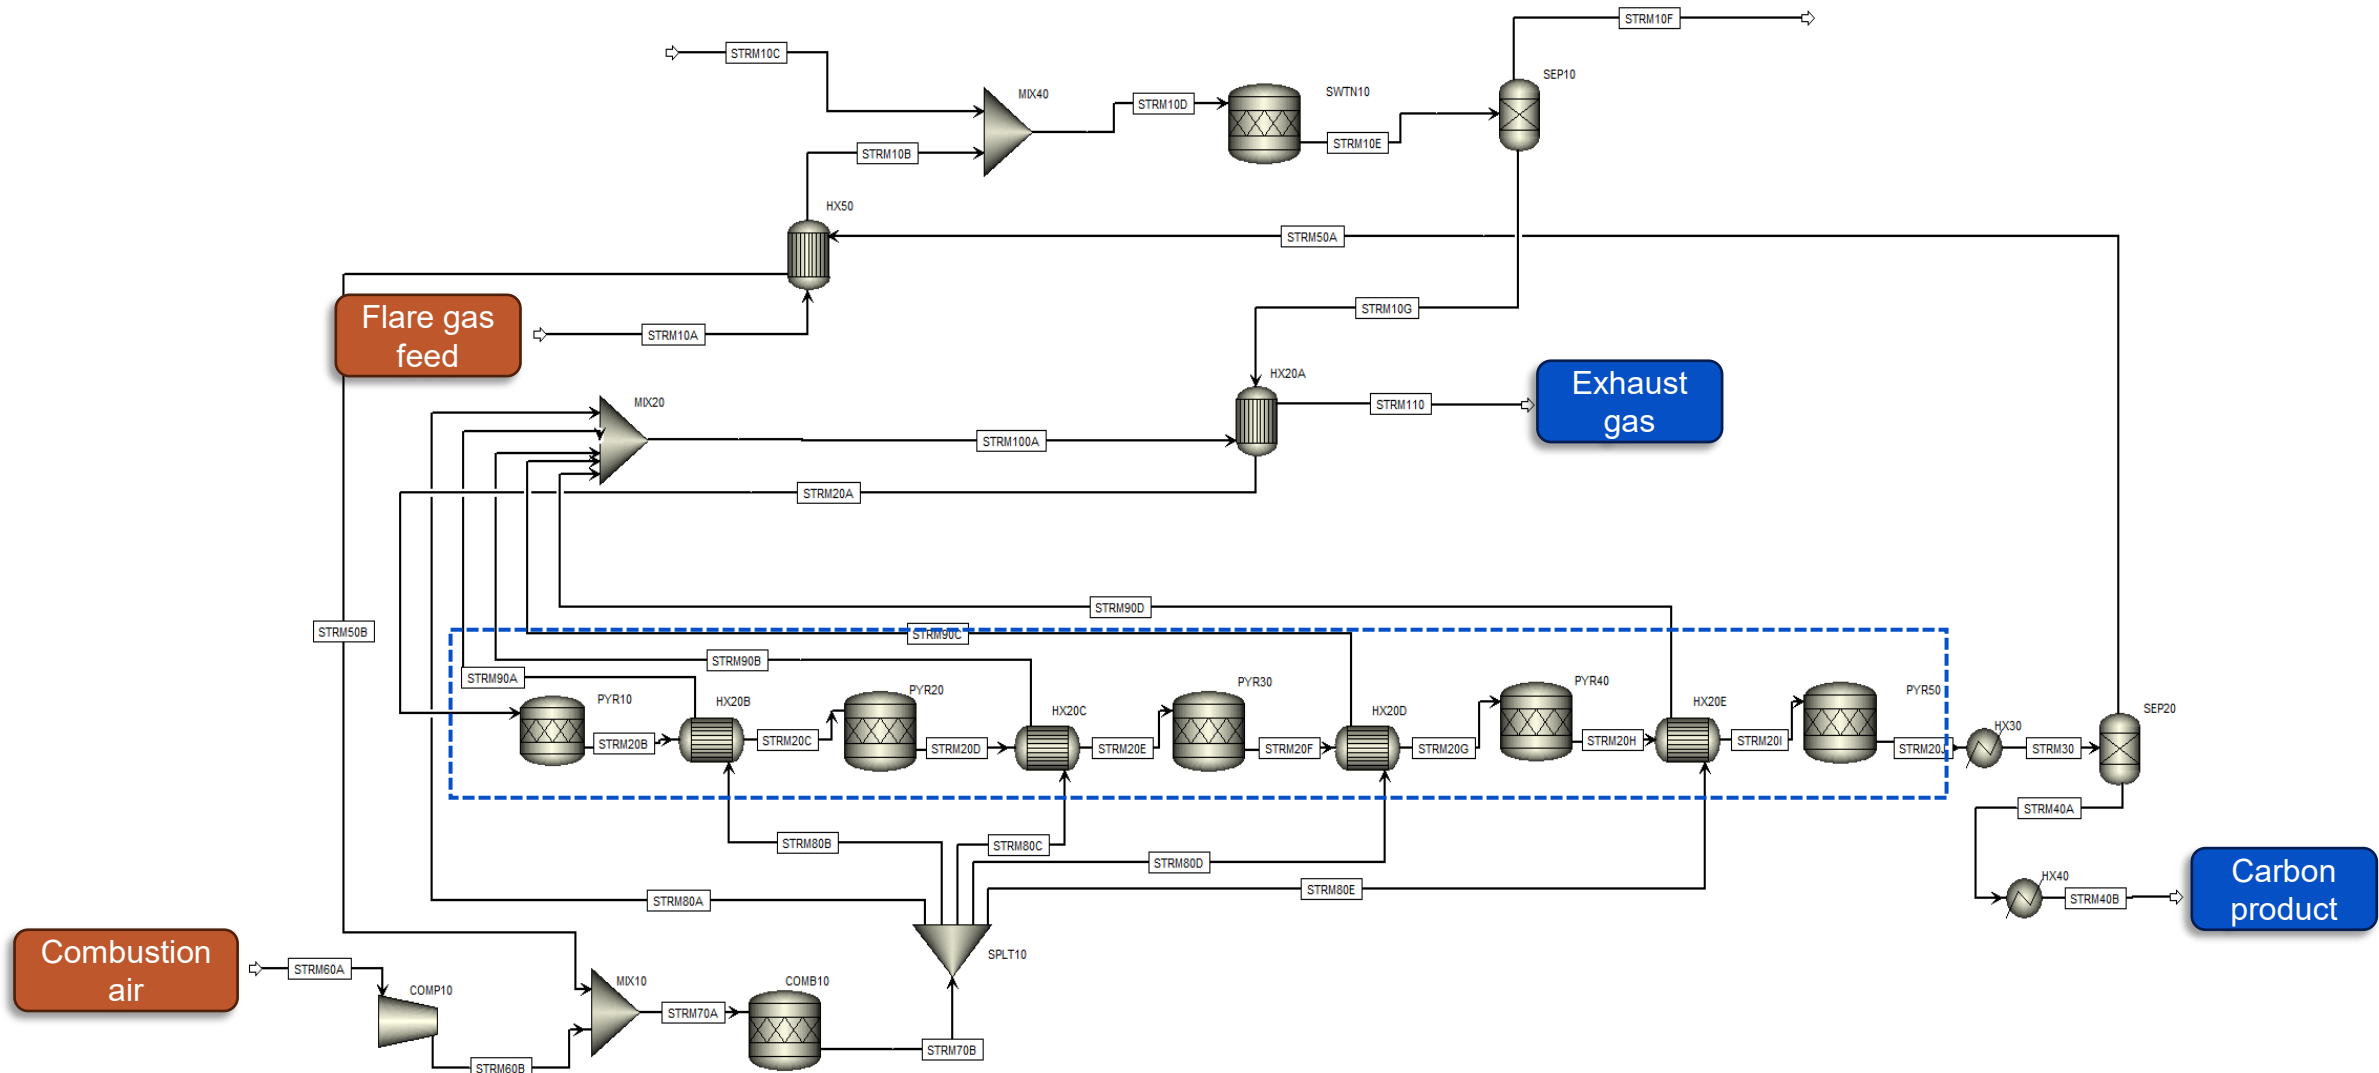 STRM10F
STRM10C
SEP10
MIX40
SWTN10
STRM10D
STRM10E
STRM10B
HX50
STRM50A
STRM10G
Flare gas
feed
STRM10A
HX20A
Exhaust
gas
MIX20
STRM110
STRM100A
STRM20A
STRM90D
STRM50B
STRM90C
STRM90B
STRM90A
PYR10
HX20B
PYR20
HX20C
PYR30
HX20D
PYR40
HX20E
PYR50
HX30
SEP20
STRM20B
STRM20C
STRM20D
STRM20E
STRM20F
STRM20G
STRM20H
STRM20I
STRM20J
STRM30
STRM40A
STRM80B
STRM80C
STRM80D
STRM80E
STRM80A
HX40
STRM40B
Carbon
product
SPLT10
Combustion
air
STRM60A
COMP10
MIX10
COMB10
STRM70A
STRM70B
STRM60B